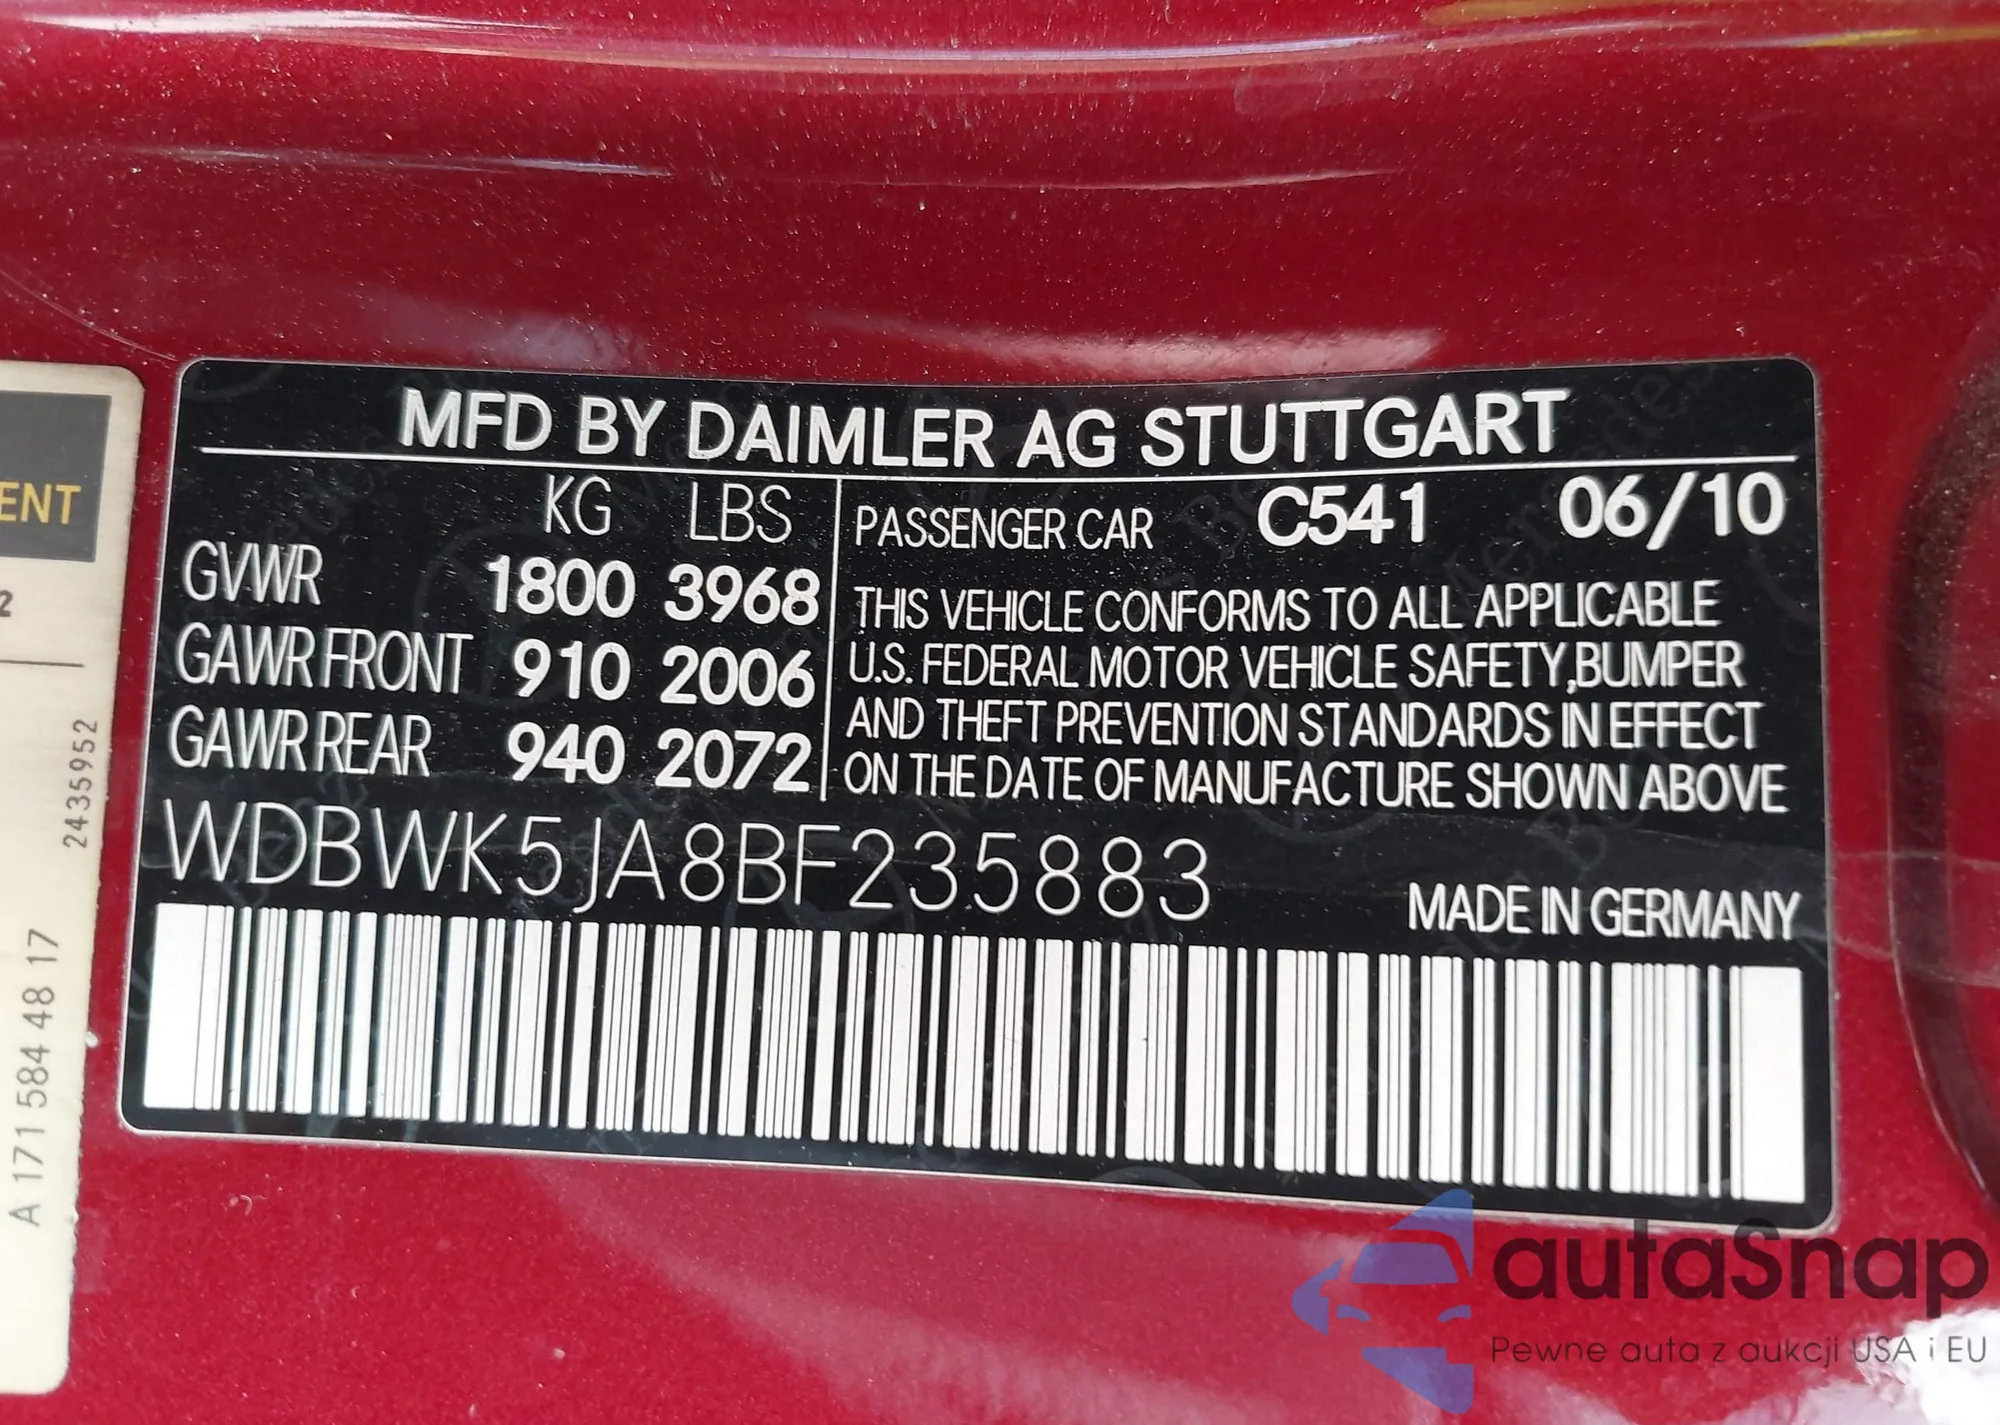 MFD BY DAIMLER AG STUTTGART
KG LBS
GVWR 1800 3968
GAWR FRONT 910 2006
GAWR REAR 940 2072
PASSENGER CAR C541 06/10
THIS VEHICLE CONFORMS TO ALL APPLICABLE
U.S. FEDERAL MOTOR VEHICLE SAFETY,BUMPER
AND THEFT PREVENTION STANDARDS IN EFFECT
ON THE DATE OF MANUFACTURE SHOWN ABOVE
WDBWK5JA8BF235883
MADE IN GERMANY
ENT
2
2435952
A 171 584 48 17
autaSnap
Pewne auta z aukcji USA i EU